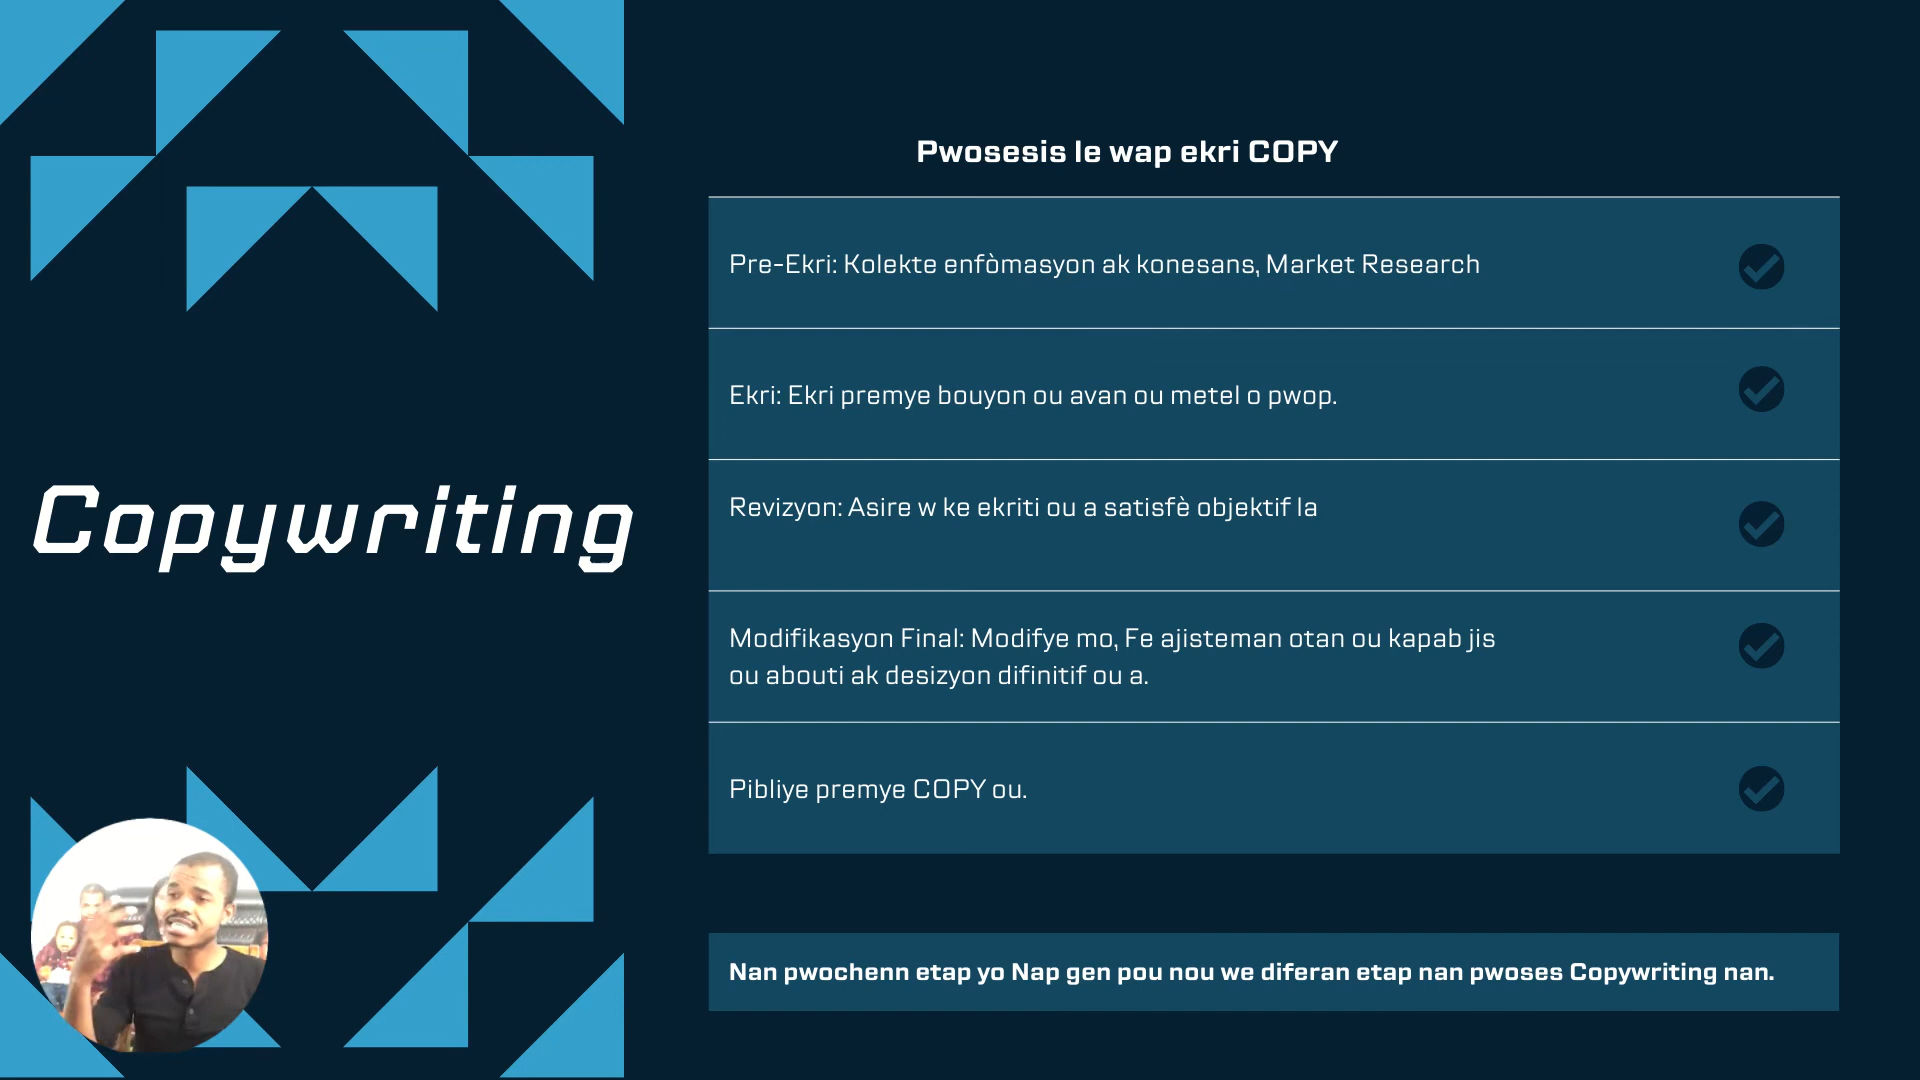 Copywriting
Pwosesis le wap ekri COPY
Pre-Ekri: Kolekte enfòmasyon ak konesans, Market Research
Ekri: Ekri premye bouyon ou avan ou metel o pwop.
Revizyon: Asire w ke ekriti ou a satisfè objektif la
Modifikasyon Final: Modifye mo, Fe ajisteman otan ou kapab jis
ou abouti ak desizyon difinitif ou a.
Pibliye premye COPY ou.
Nan pwochenn etap yo Nap gen pou nou we diferan etap nan pwoses Copywriting nan.